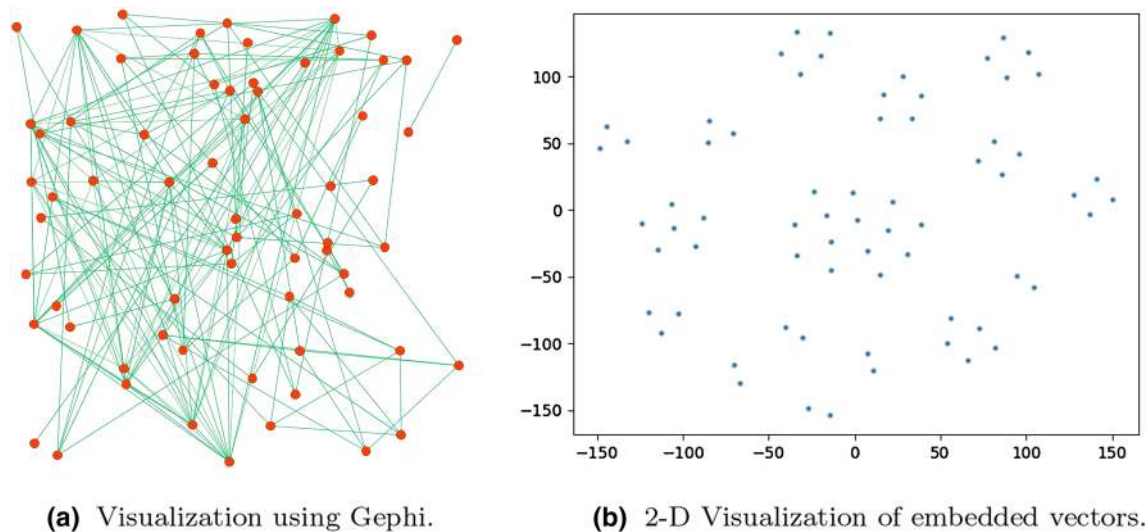 100
50
0
−50
−100
−150
−150 −100 −50 0 50 100 150
(a) Visualization using Gephi.
(b) 2-D Visualization of embedded vectors.